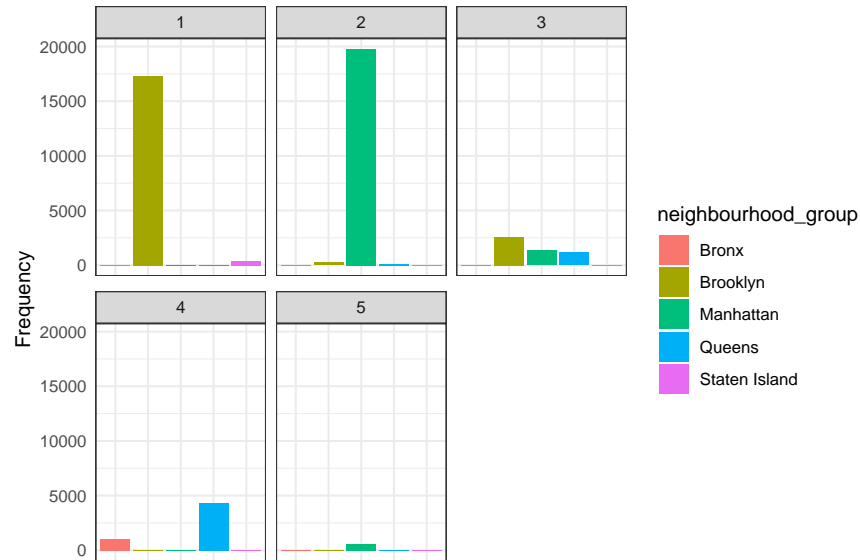 1
2
3
20000
15000
10000
5000
0
4
5
20000
15000
10000
5000
0
Frequency
neighbourhood_group
Bronx
Brooklyn
Manhattan
Queens
Staten Island